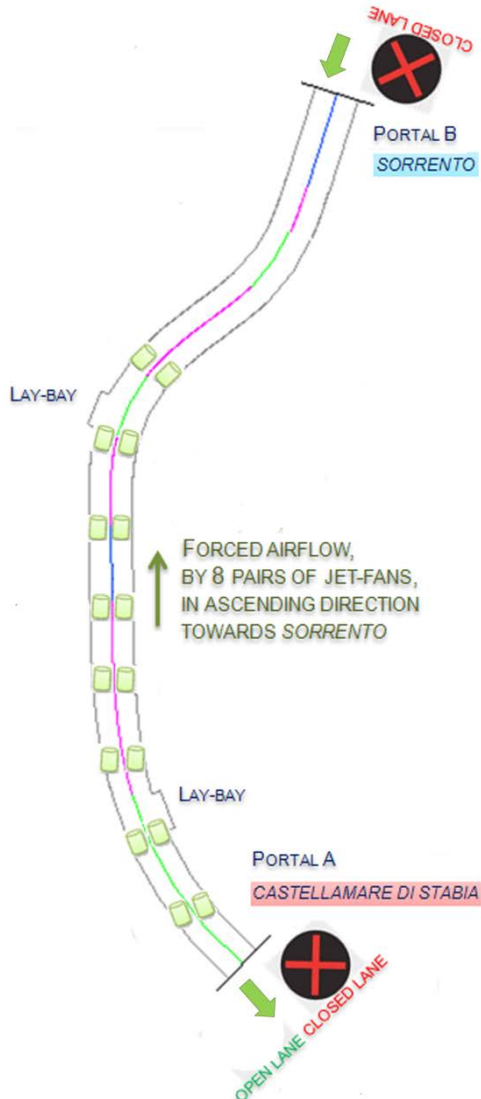 CLOSED LANE
PORTAL B
SORRENTO
LAY-BAY
FORCED AIRFLOW,
BY 8 PAIRS OF JET-FANS,
IN ASCENDING DIRECTION
TOWARDS SORRENTO
LAY-BAY
PORTAL A
CASTELLAMARE DI STABIA
OPEN LANE CLOSED LANE